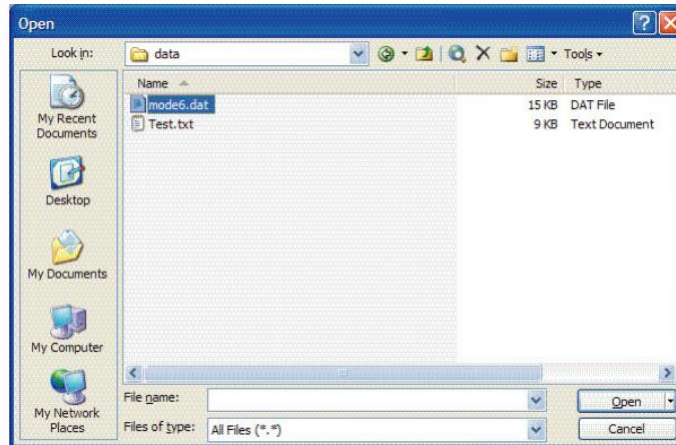 Open
Look in: data Tools
My Recent Documents
Desktop
My Documents
My Computer
My Network Places
Name Size Type
mode6.dat 15 KB DAT File
Test.txt 9 KB Text Document
File name: Open
Files of type: All Files (*.*) Cancel